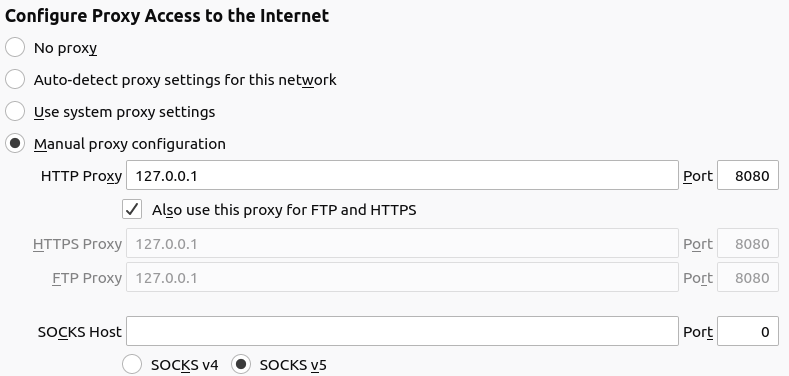 Configure Proxy Access to the Internet
No proxy
Auto-detect proxy settings for this network
Use system proxy settings
Manual proxy configuration
HTTP Proxy 127.0.0.1 Port 8080
Also use this proxy for FTP and HTTPS
HTTPS Proxy 127.0.0.1 Port 8080
FTP Proxy 127.0.0.1 Port 8080
SOCKS Host Port 0
SOCKS v4 SOCKS v5